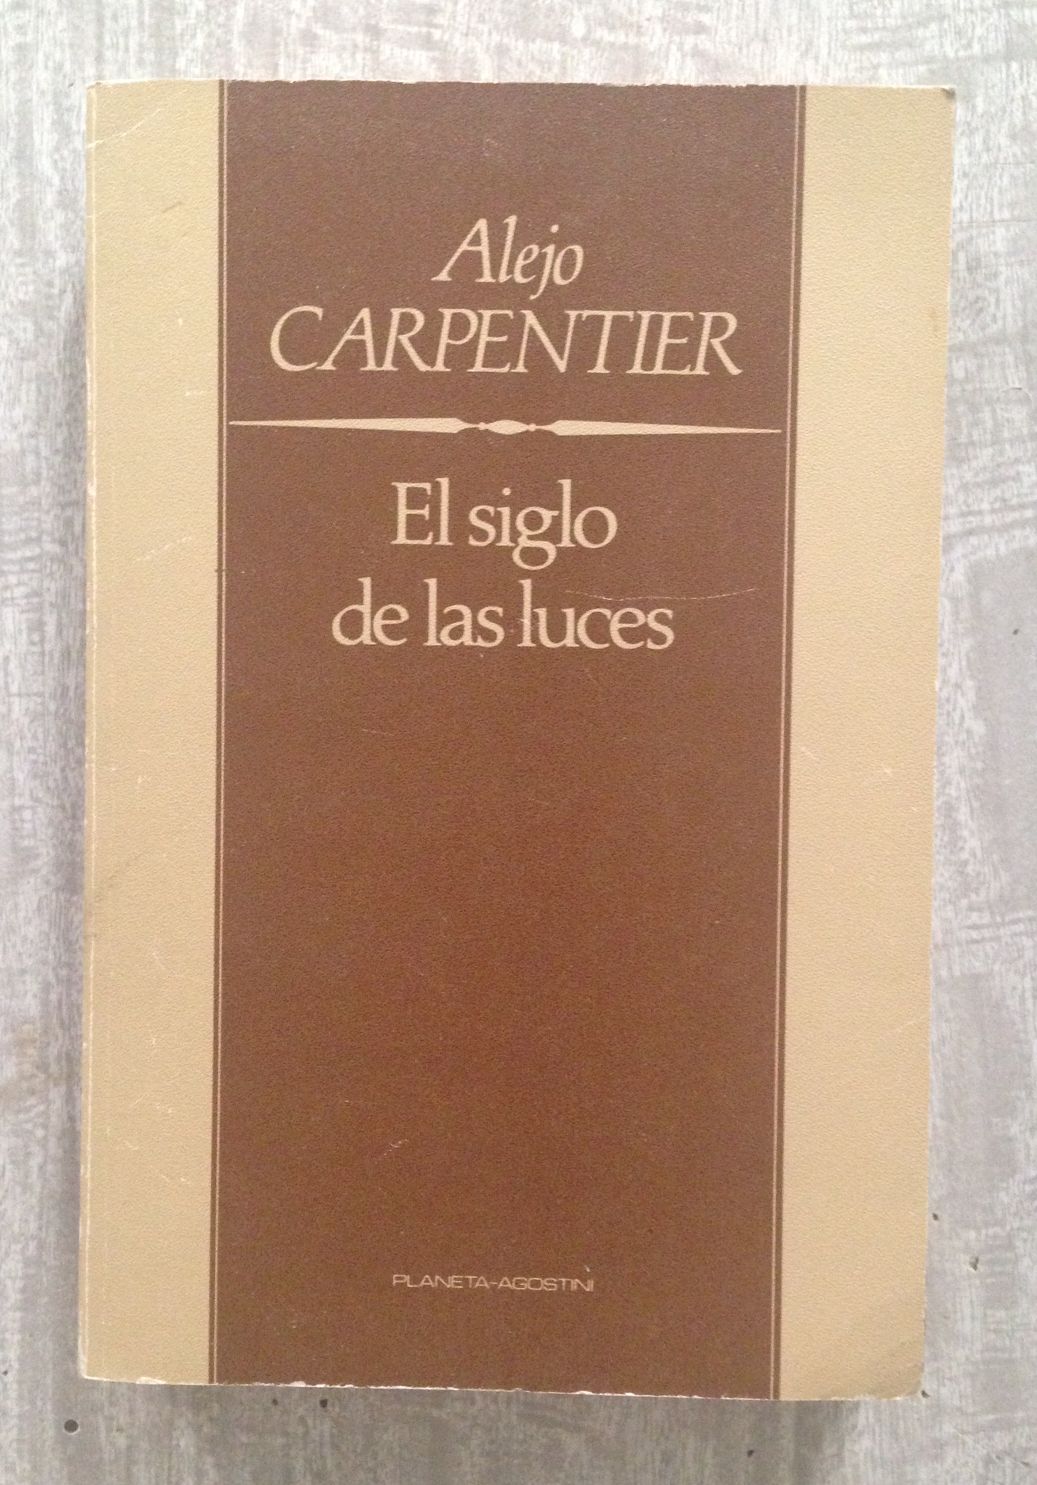 Alejo
CARPENTIER
El siglo
de las luces
PLANETA-AGOSTINI